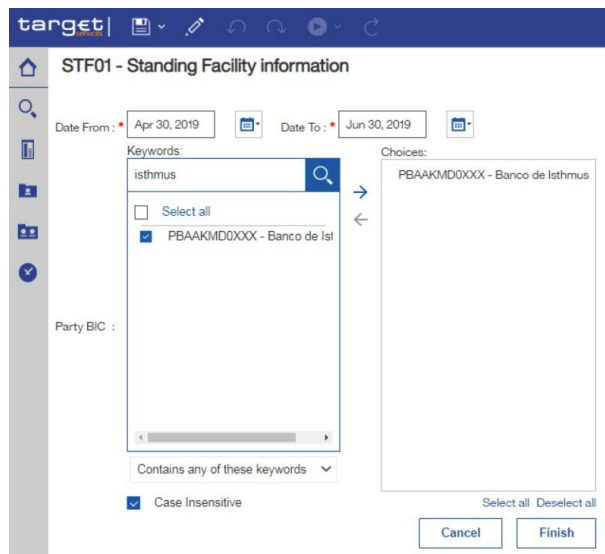 target|
services
STF01 - Standing Facility information
Date From : * Apr 30, 2019 Date To : * Jun 30, 2019
Keywords: Choices:
isthmus
PBAAKMD0XXX - Banco de Isthmus
Select all
PBAAKMD0XXX - Banco de Ist
Party BIC :
Contains any of these keywords
Case Insensitive
Select all Deselect all
Cancel Finish